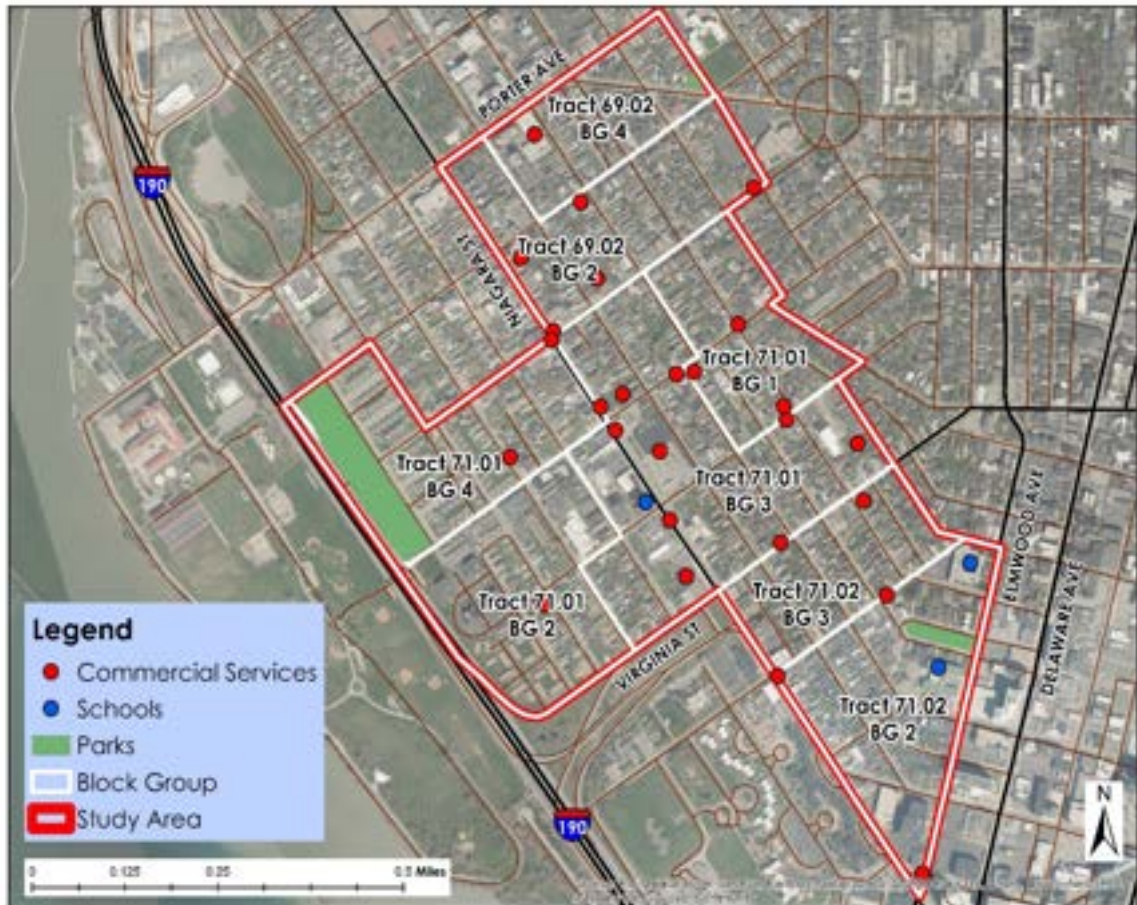 PORTER AVE
Tract 69.02
BG 4
190
Tract 69.02
BG 2
NIAGARA ST
Tract 71.01
BG 1
Tract 71.01
BG 4
Tract 71.01
BG 3
ELMWOOD AVE
DELAWARE AVE
Tract 71.01
BG 2
Tract 71.02
BG 3
VIRGINIA ST
Tract 71.02
BG 2
190
Legend
Commercial Services
Schools
Parks
Block Group
Study Area
N
0 0.125 0.25 0.5 Miles